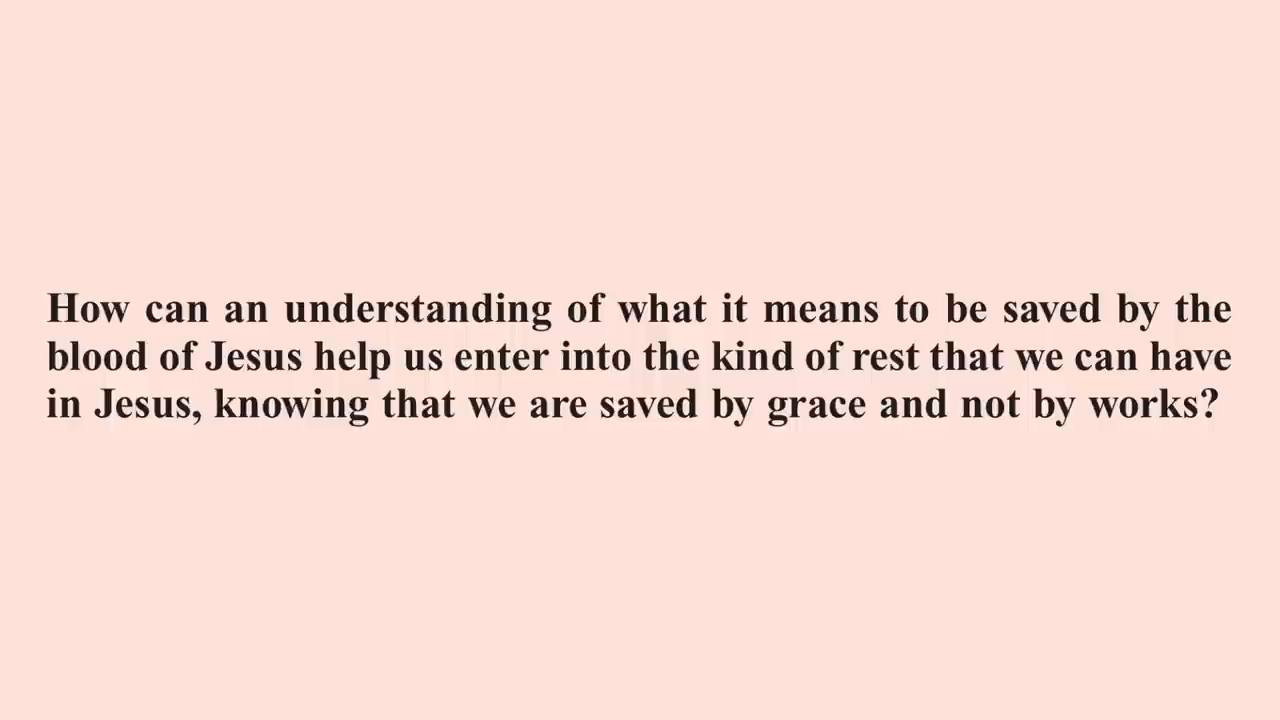 How can an understanding of what it means to be saved by the
blood of Jesus help us enter into the kind of rest that we can have
in Jesus, knowing that we are saved by grace and not by works?